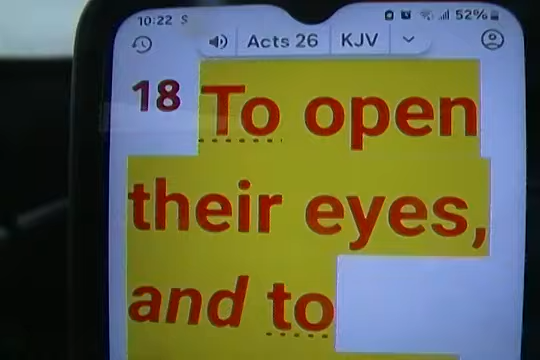 10:22 S
52%
Acts 26 KJV
18 To open
their eyes,
and to